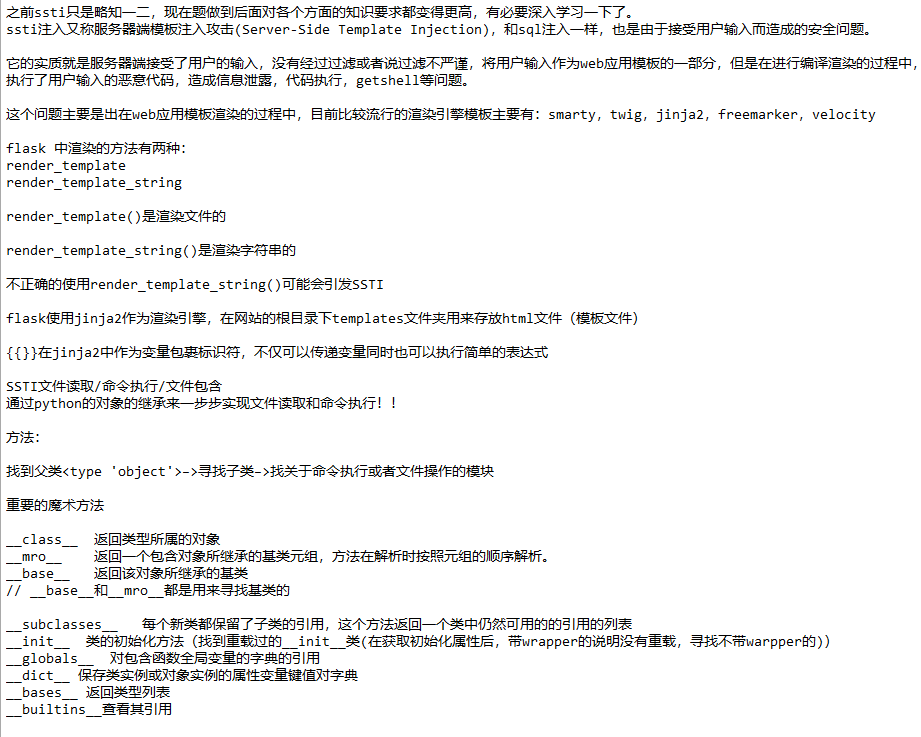 之前ssti只是略知一二，现在题做到后面对各个方面的知识要求都变得更高，有必要深入学习一下了。
ssti注入又称服务器端模板注入攻击(Server-Side Template Injection)，和sql注入一样，也是由于接受用户输入而造成的安全问题。
它的实质就是服务器端接受了用户的输入，没有经过过滤或者说过滤不严谨，将用户输入作为web应用模板的一部分，但是在进行编译渲染的过程中，
执行了用户输入的恶意代码，造成信息泄露，代码执行，getshell等问题。
这个问题主要是出在web应用模板渲染的过程中，目前比较流行的渲染引擎模板主要有：smarty，twig，jinja2，freemarker，velocity
flask 中渲染的方法有两种：
render_template
render_template_string
render_template()是渲染文件的
render_template_string()是渲染字符串的
不正确的使用render_template_string()可能会引发SSTI
flask使用jinja2作为渲染引擎，在网站的根目录下templates文件夹用来存放html文件（模板文件）
{{}}在jinja2中作为变量包裹标识符，不仅可以传递变量同时也可以执行简单的表达式
SSTI文件读取/命令执行/文件包含
通过python的对象的继承来一步步实现文件读取和命令执行！！
方法：
找到父类<type 'object'>->寻找子类->找关于命令执行或者文件操作的模块
重要的魔术方法
__class__  返回类型所属的对象
__mro__    返回一个包含对象所继承的基类元组，方法在解析时按照元组的顺序解析。
__base__   返回该对象所继承的基类
// __base__和__mro__都是用来寻找基类的
__subclasses__   每个新类都保留了子类的引用，这个方法返回一个类中仍然可用的的引用的列表
__init__  类的初始化方法（找到重载过的__init__类(在获取初始化属性后，带wrapper的说明没有重载，寻找不带warpper的)）
__globals__  对包含函数全局变量的字典的引用
__dict__ 保存类实例或对象实例的属性变量键值对字典
__bases__ 返回类型列表
__builtins__查看其引用